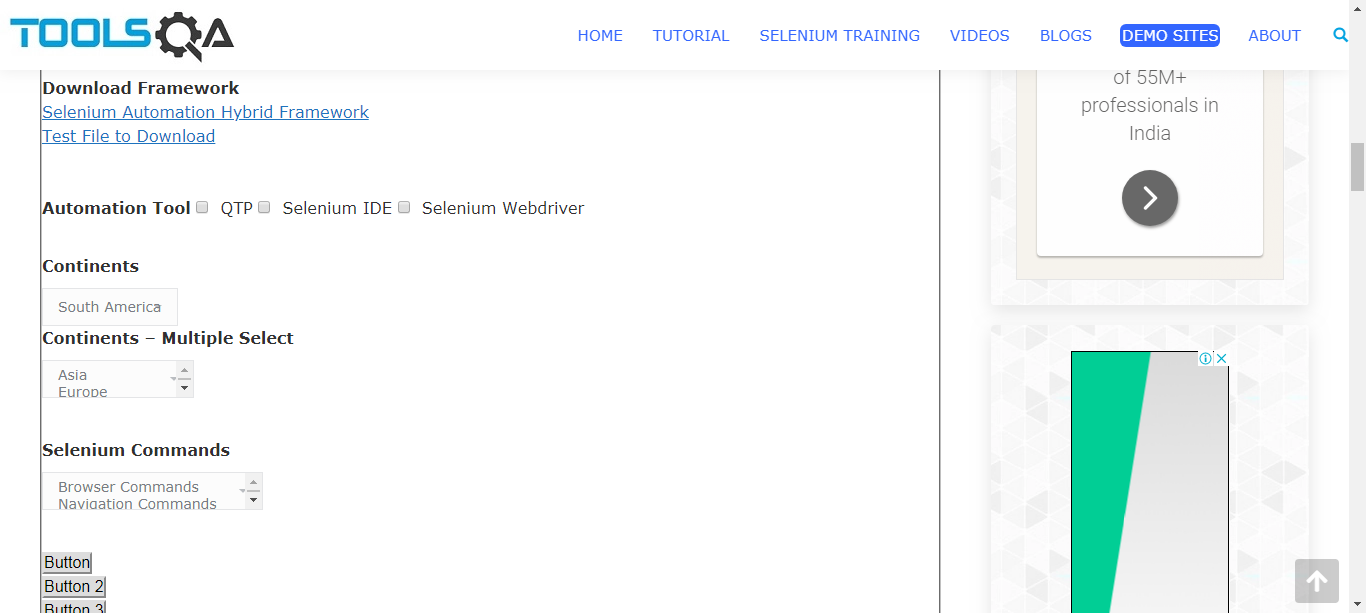 TOOLSQA
HOME TUTORIAL SELENIUM TRAINING VIDEOS BLOGS DEMO SITES ABOUT
Download Framework
Selenium Automation Hybrid Framework
Test File to Download
Automation Tool QTP Selenium IDE Selenium Webdriver
Continents
South America
Continents – Multiple Select
Asia
Europe
Selenium Commands
Browser Commands
Navigation Commands
Button
Button 2
Button 3
of 55M+
professionals in
India